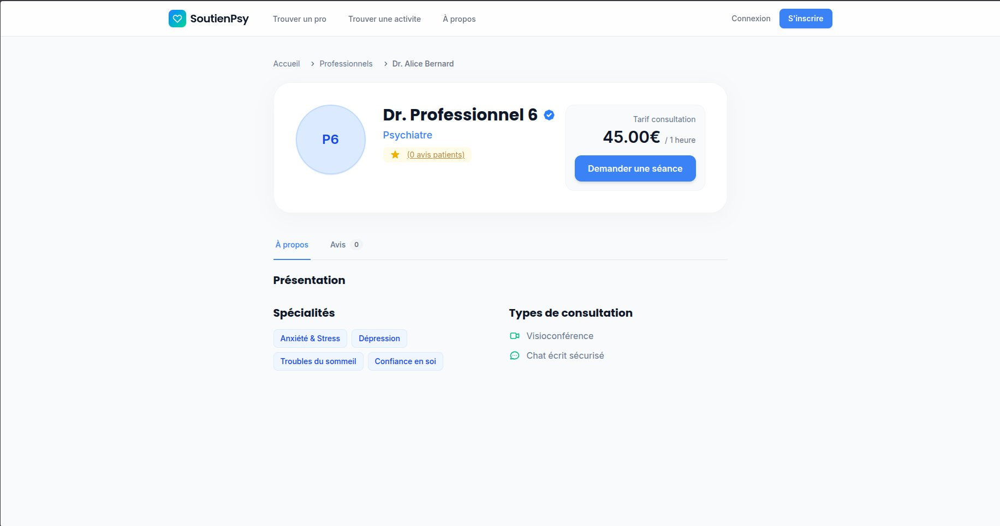 SoutienPsy Trouver un pro Trouver une activite À propos Connexion S'inscrire
Accueil > Professionnels > Dr. Alice Bernard
P6
Dr. Professionnel 6
Psychiatre
(0 avis patients)
Tarif consultation
45.00€ / 1 heure
Demander une séance
À propos Avis 0
Présentation
Spécialités
Anxiété & Stress Dépression
Troubles du sommeil Confiance en soi
Types de consultation
Visioconférence
Chat écrit sécurisé